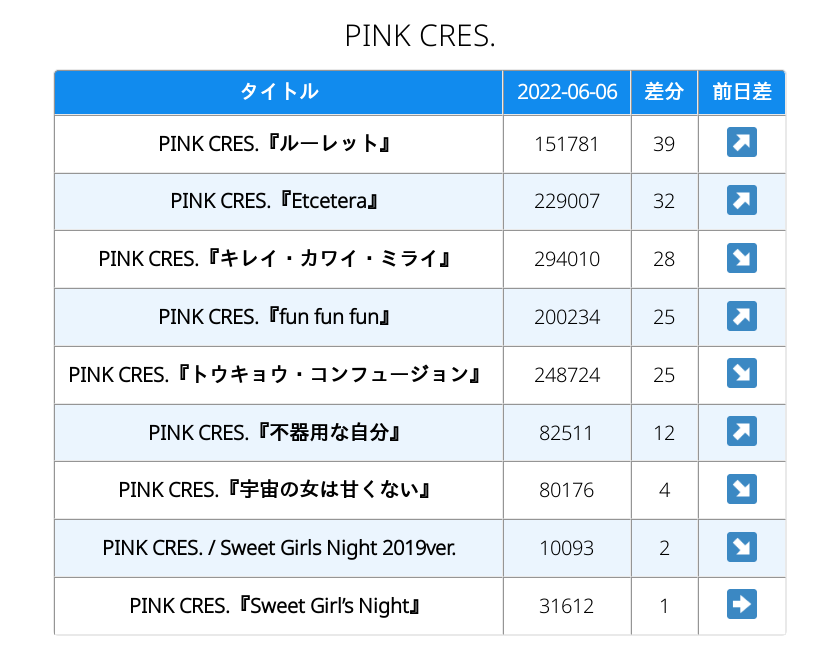 PINK CRES.
タイトル 2022-06-06 差分 前日差
PINK CRES.『ルーレット』 151781 39
PINK CRES.『Etcetera』 229007 32
PINK CRES.『キレイ・カワイ・ミライ』 294010 28
PINK CRES.『fun fun fun』 200234 25
PINK CRES.『トウキョウ・コンフュージョン』 248724 25
PINK CRES.『不器用な自分』 82511 12
PINK CRES.『宇宙の女は甘くない』 80176 4
PINK CRES. / Sweet Girls Night 2019ver. 10093 2
PINK CRES.『Sweet Girl’s Night』 31612 1